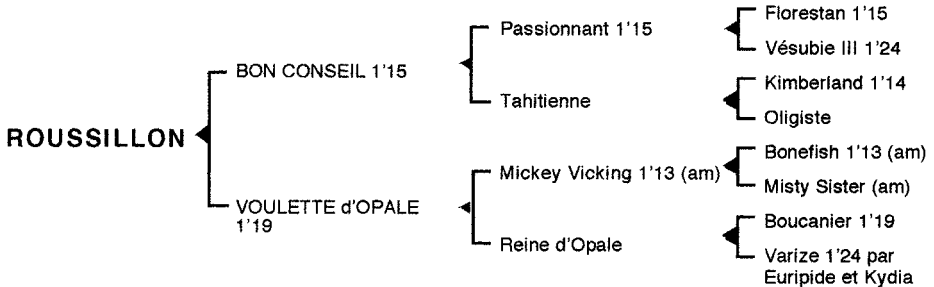 Florestan 1'15
Passionnant 1'15
Vésubie III 1'24
BON CONSEIL 1'15
Kimberland 1'14
Tahitienne
Oligiste
ROUSSILLON
Bonefish 1'13 (am)
Mickey Vicking 1'13 (am)
Misty Sister (am)
VOULETTE d'OPALE
1'19
Boucanier 1'19
Reine d'Opale
Varize 1'24 par
Euripide et Kydia